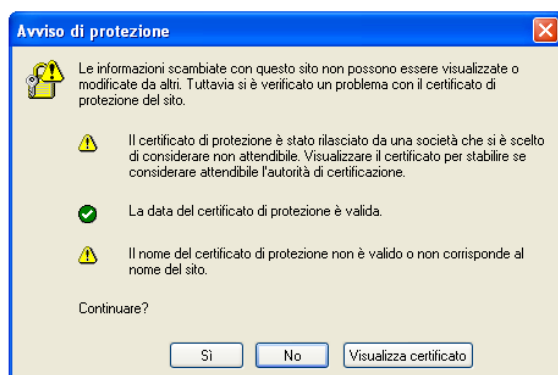 Avviso di protezione
Le informazioni scambiate con questo sito non possono essere visualizzate o
modificate da altri. Tuttavia si è verificato un problema con il certificato di
protezione del sito.
Il certificato di protezione è stato rilasciato da una società che si è scelto
di considerare non attendibile. Visualizzare il certificato per stabilire se
considerare attendibile l'autorità di certificazione.
La data del certificato di protezione è valida.
Il nome del certificato di protezione non è valido o non corrisponde al
nome del sito.
Continuare?
Sì No Visualizza certificato